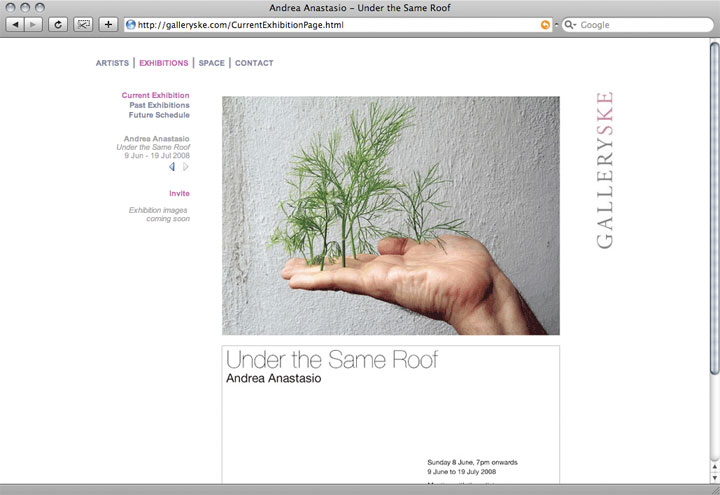 Andrea Anastasio – Under the Same Roof
http://galleryske.com/CurrentExhibitionPage.html
Google
ARTISTS | EXHIBITIONS | SPACE | CONTACT
Current Exhibition
Past Exhibitions
Future Schedule
Andrea Anastasio
Under the Same Roof
9 Jun - 19 Jul 2008
Invite
Exhibition images
coming soon
GALLERYSKE
Under the Same Roof
Andrea Anastasio
Sunday 8 June, 7pm onwards
9 June to 19 July 2008